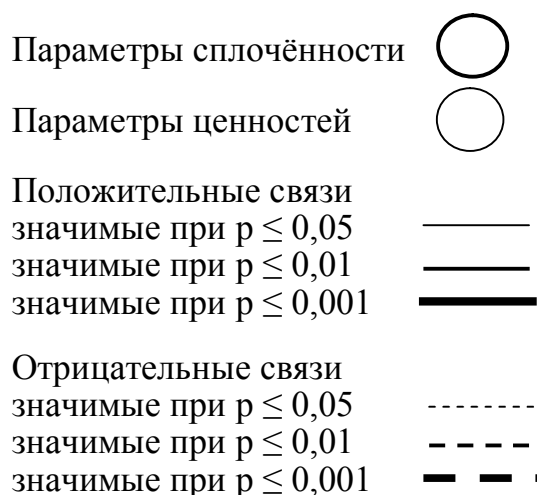 Параметры сплочённости
Параметры ценностей
Положительные связи
значимые при p ≤ 0,05
значимые при p ≤ 0,01
значимые при p ≤ 0,001
Отрицательные связи
значимые при p ≤ 0,05
значимые при p ≤ 0,01
значимые при p ≤ 0,001